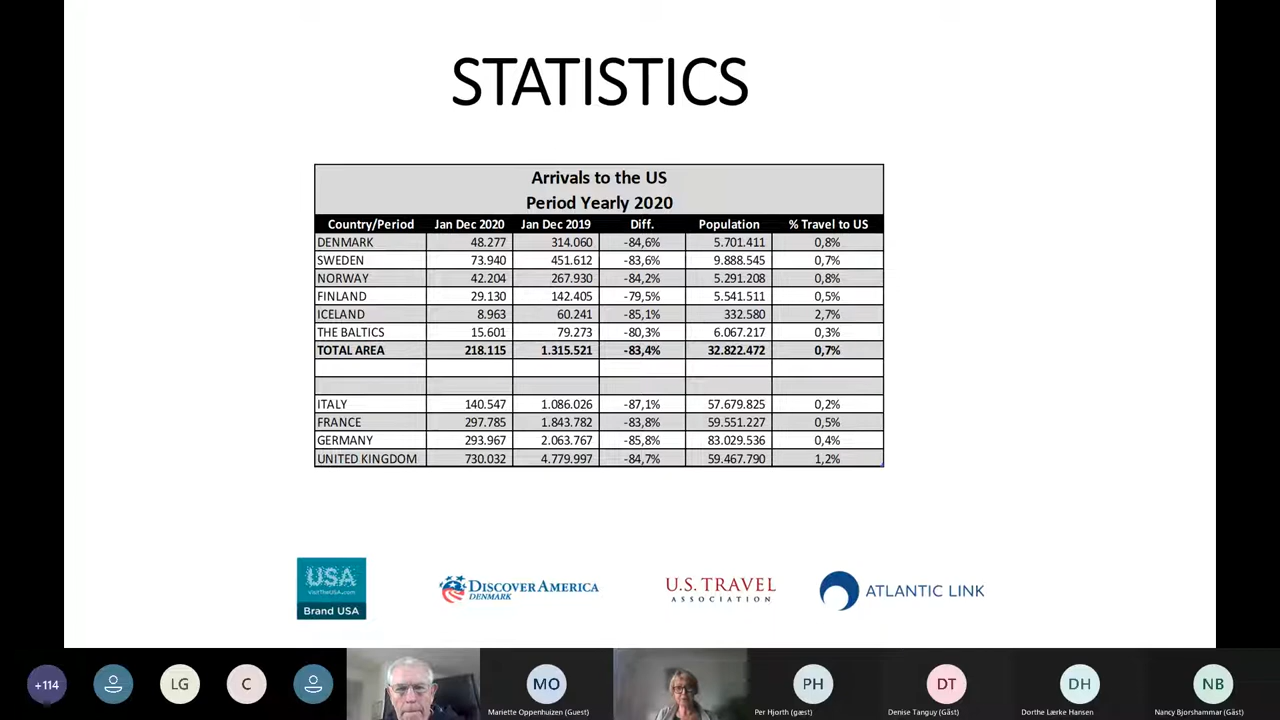 STATISTICS
Arrivals to the US
Period Yearly 2020
Country/Period Jan Dec 2020 Jan Dec 2019 Diff. Population % Travel to US
DENMARK 48.277 314.060 -84,6% 5.701.411 0,8%
SWEDEN 73.940 451.612 -83,6% 9.888.545 0,7%
NORWAY 42.204 267.930 -84,2% 5.291.208 0,8%
FINLAND 29.130 142.405 -79,5% 5.541.511 0,5%
ICELAND 8.963 60.241 -85,1% 332.580 2,7%
THE BALTICS 15.601 79.273 -80,3% 6.067.217 0,3%
TOTAL AREA 218.115 1.315.521 -83,4% 32.822.472 0,7%
ITALY 140.547 1.086.026 -87,1% 57.679.825 0,2%
FRANCE 297.785 1.843.782 -83,8% 59.551.227 0,5%
GERMANY 293.967 2.063.767 -85,8% 83.029.536 0,4%
UNITED KINGDOM 730.032 4.779.997 -84,7% 59.467.790 1,2%
USA
VisitTheUSA.com
Brand USA
DISCOVER AMERICA
DENMARK
U.S. TRAVEL
ASSOCIATION
ATLANTIC LINK
+114 LG C MO PH DT DH NB
Mariette Oppenhuizen (Guest) Per Hjorth (gæst) Denise Tanguy (Gäst) Dorthe Lærke Hansen Nancy Bjorshammar (Gäst)